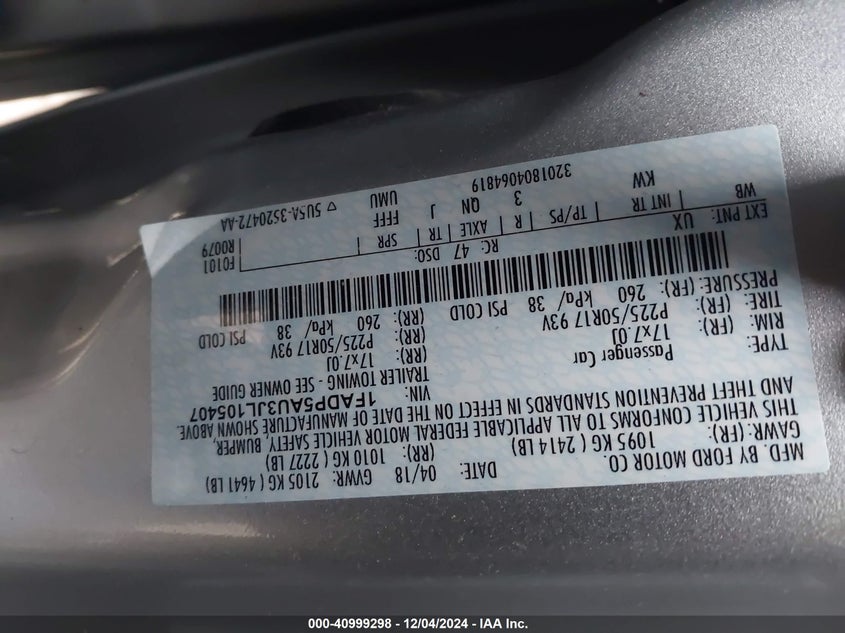 MFD. BY FORD MOTOR CO.
DATE: 04/18 GVWR: 2105 KG ( 4641 LB)
GAWR: (FR): 1095 KG ( 2414 LB) (RR): 1010 KG ( 2227 LB)
THIS VEHICLE CONFORMS TO ALL APPLICABLE FEDERAL MOTOR VEHICLE SAFETY, BUMPER,
AND THEFT PREVENTION STANDARDS IN EFFECT ON THE DATE OF MANUFACTURE SHOWN ABOVE.
VIN: 1FADP5AU3JL105407
TYPE: Passenger Car TRAILER TOWING - SEE OWNER GUIDE
RIM: (FR): 17x7.0J (RR): 17x7.0J
TIRE: (FR): P225/50R17 93V (RR): P225/50R17 93V
PRESSURE: (FR): 260 kPa/ 38 PSI COLD (RR): 260 kPa/ 38 PSI COLD
F0101
R0079
EXT PNT: UX RC: 47 DSO:
WB INT TR TP/PS R AXLE TR SPR
KW 3 QN J FFFF
UMU ▽ 5U5A-3S20472-AA
3201804064819
000-40999298 - 12/04/2024 - IAA Inc.